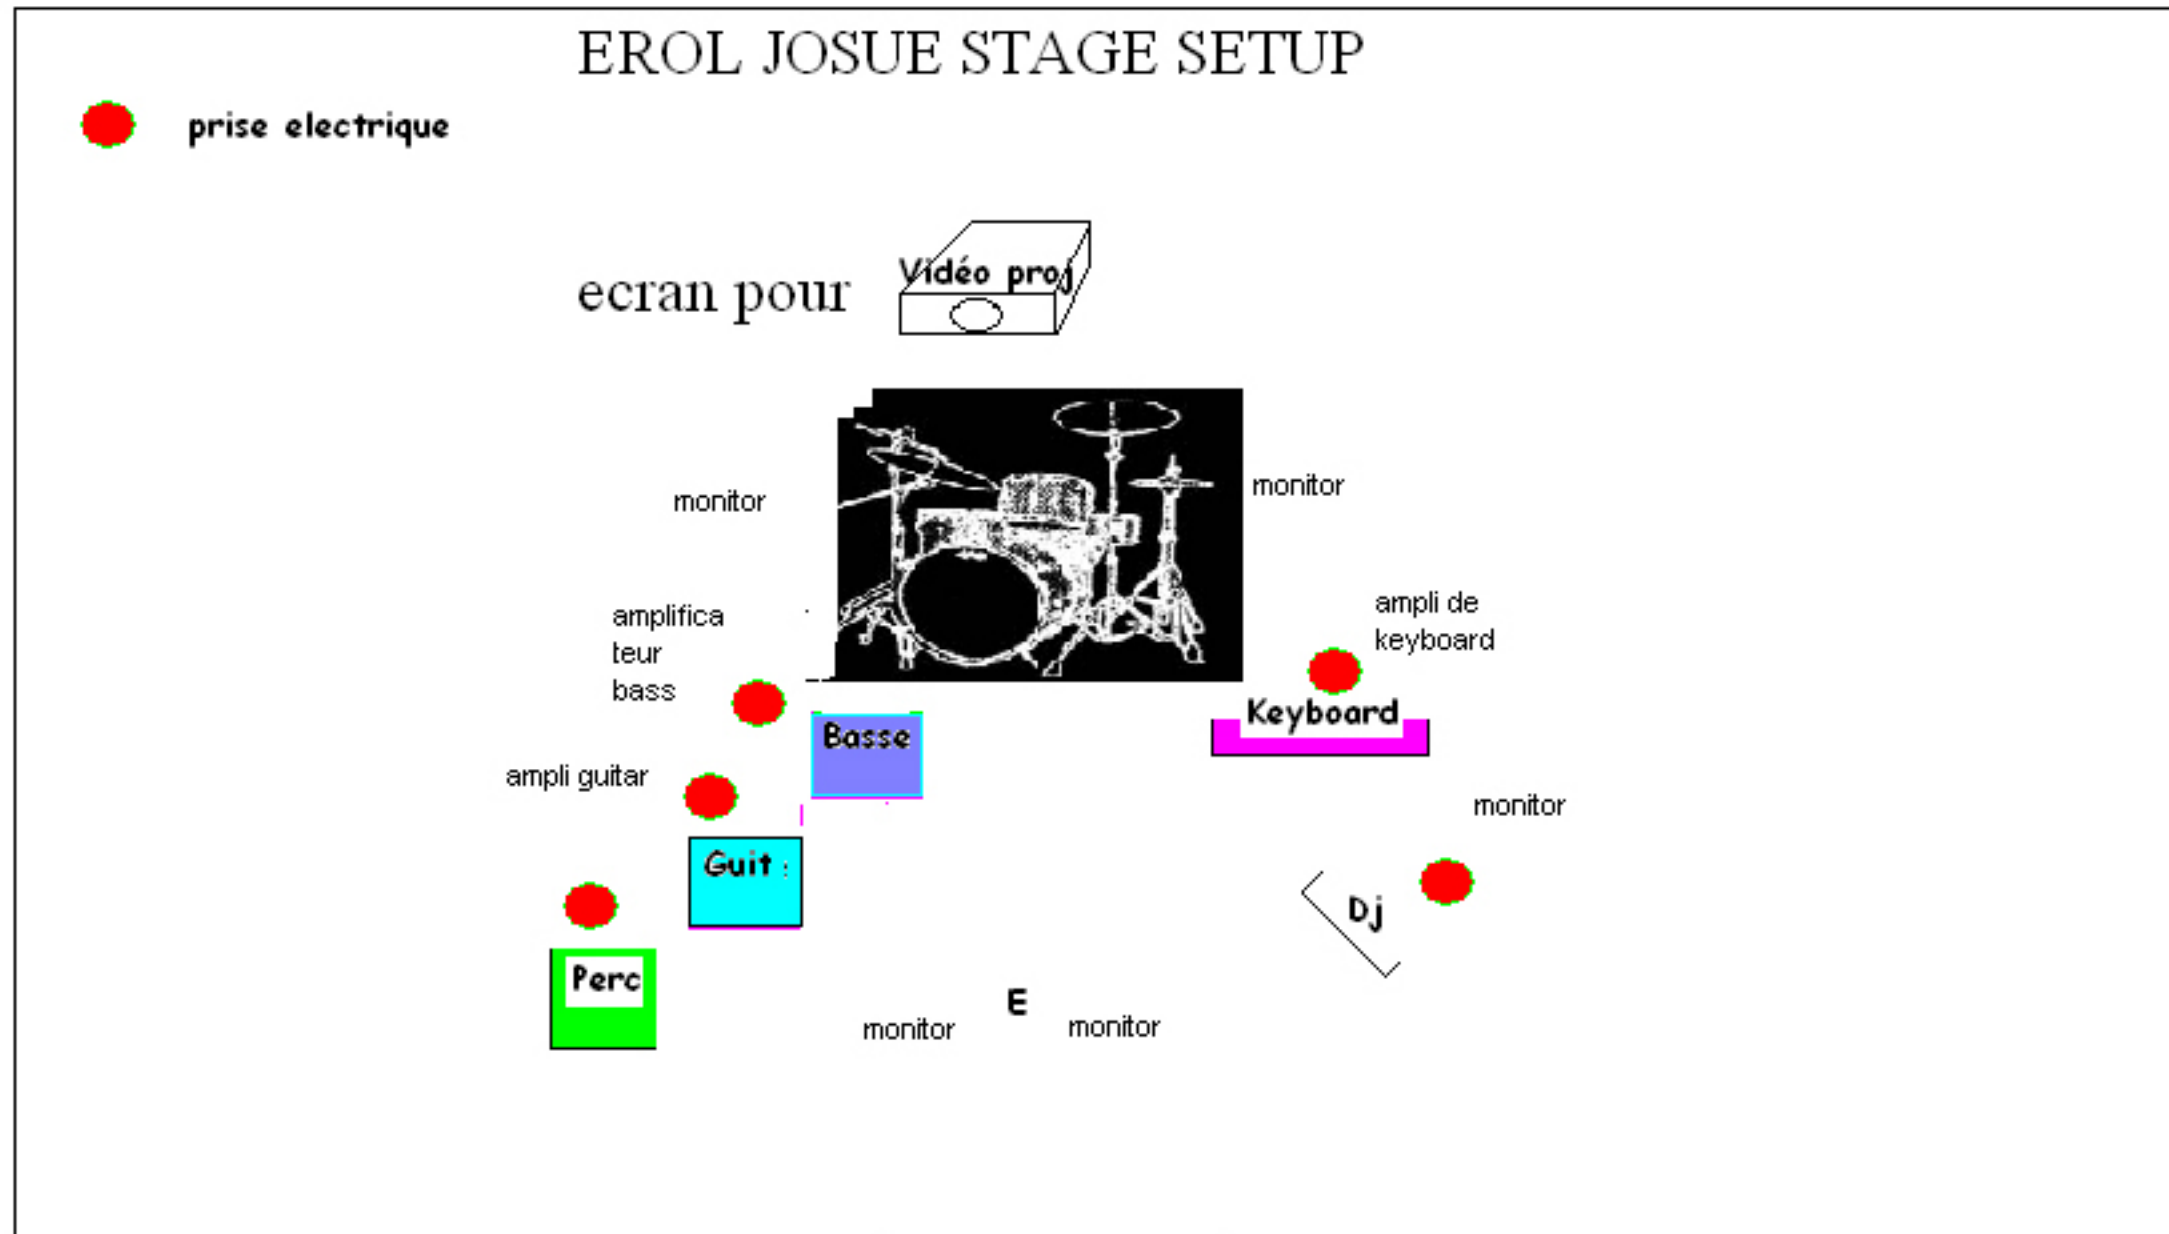 EROL JOSUE STAGE SETUP
prise electrique
Vidéo proj
ecran pour
monitor
monitor
amplifica
teur
bass
ampli de
keyboard
Keyboard
Basse
ampli guitar
monitor
Guit :
Dj
Perc
E
monitor
monitor